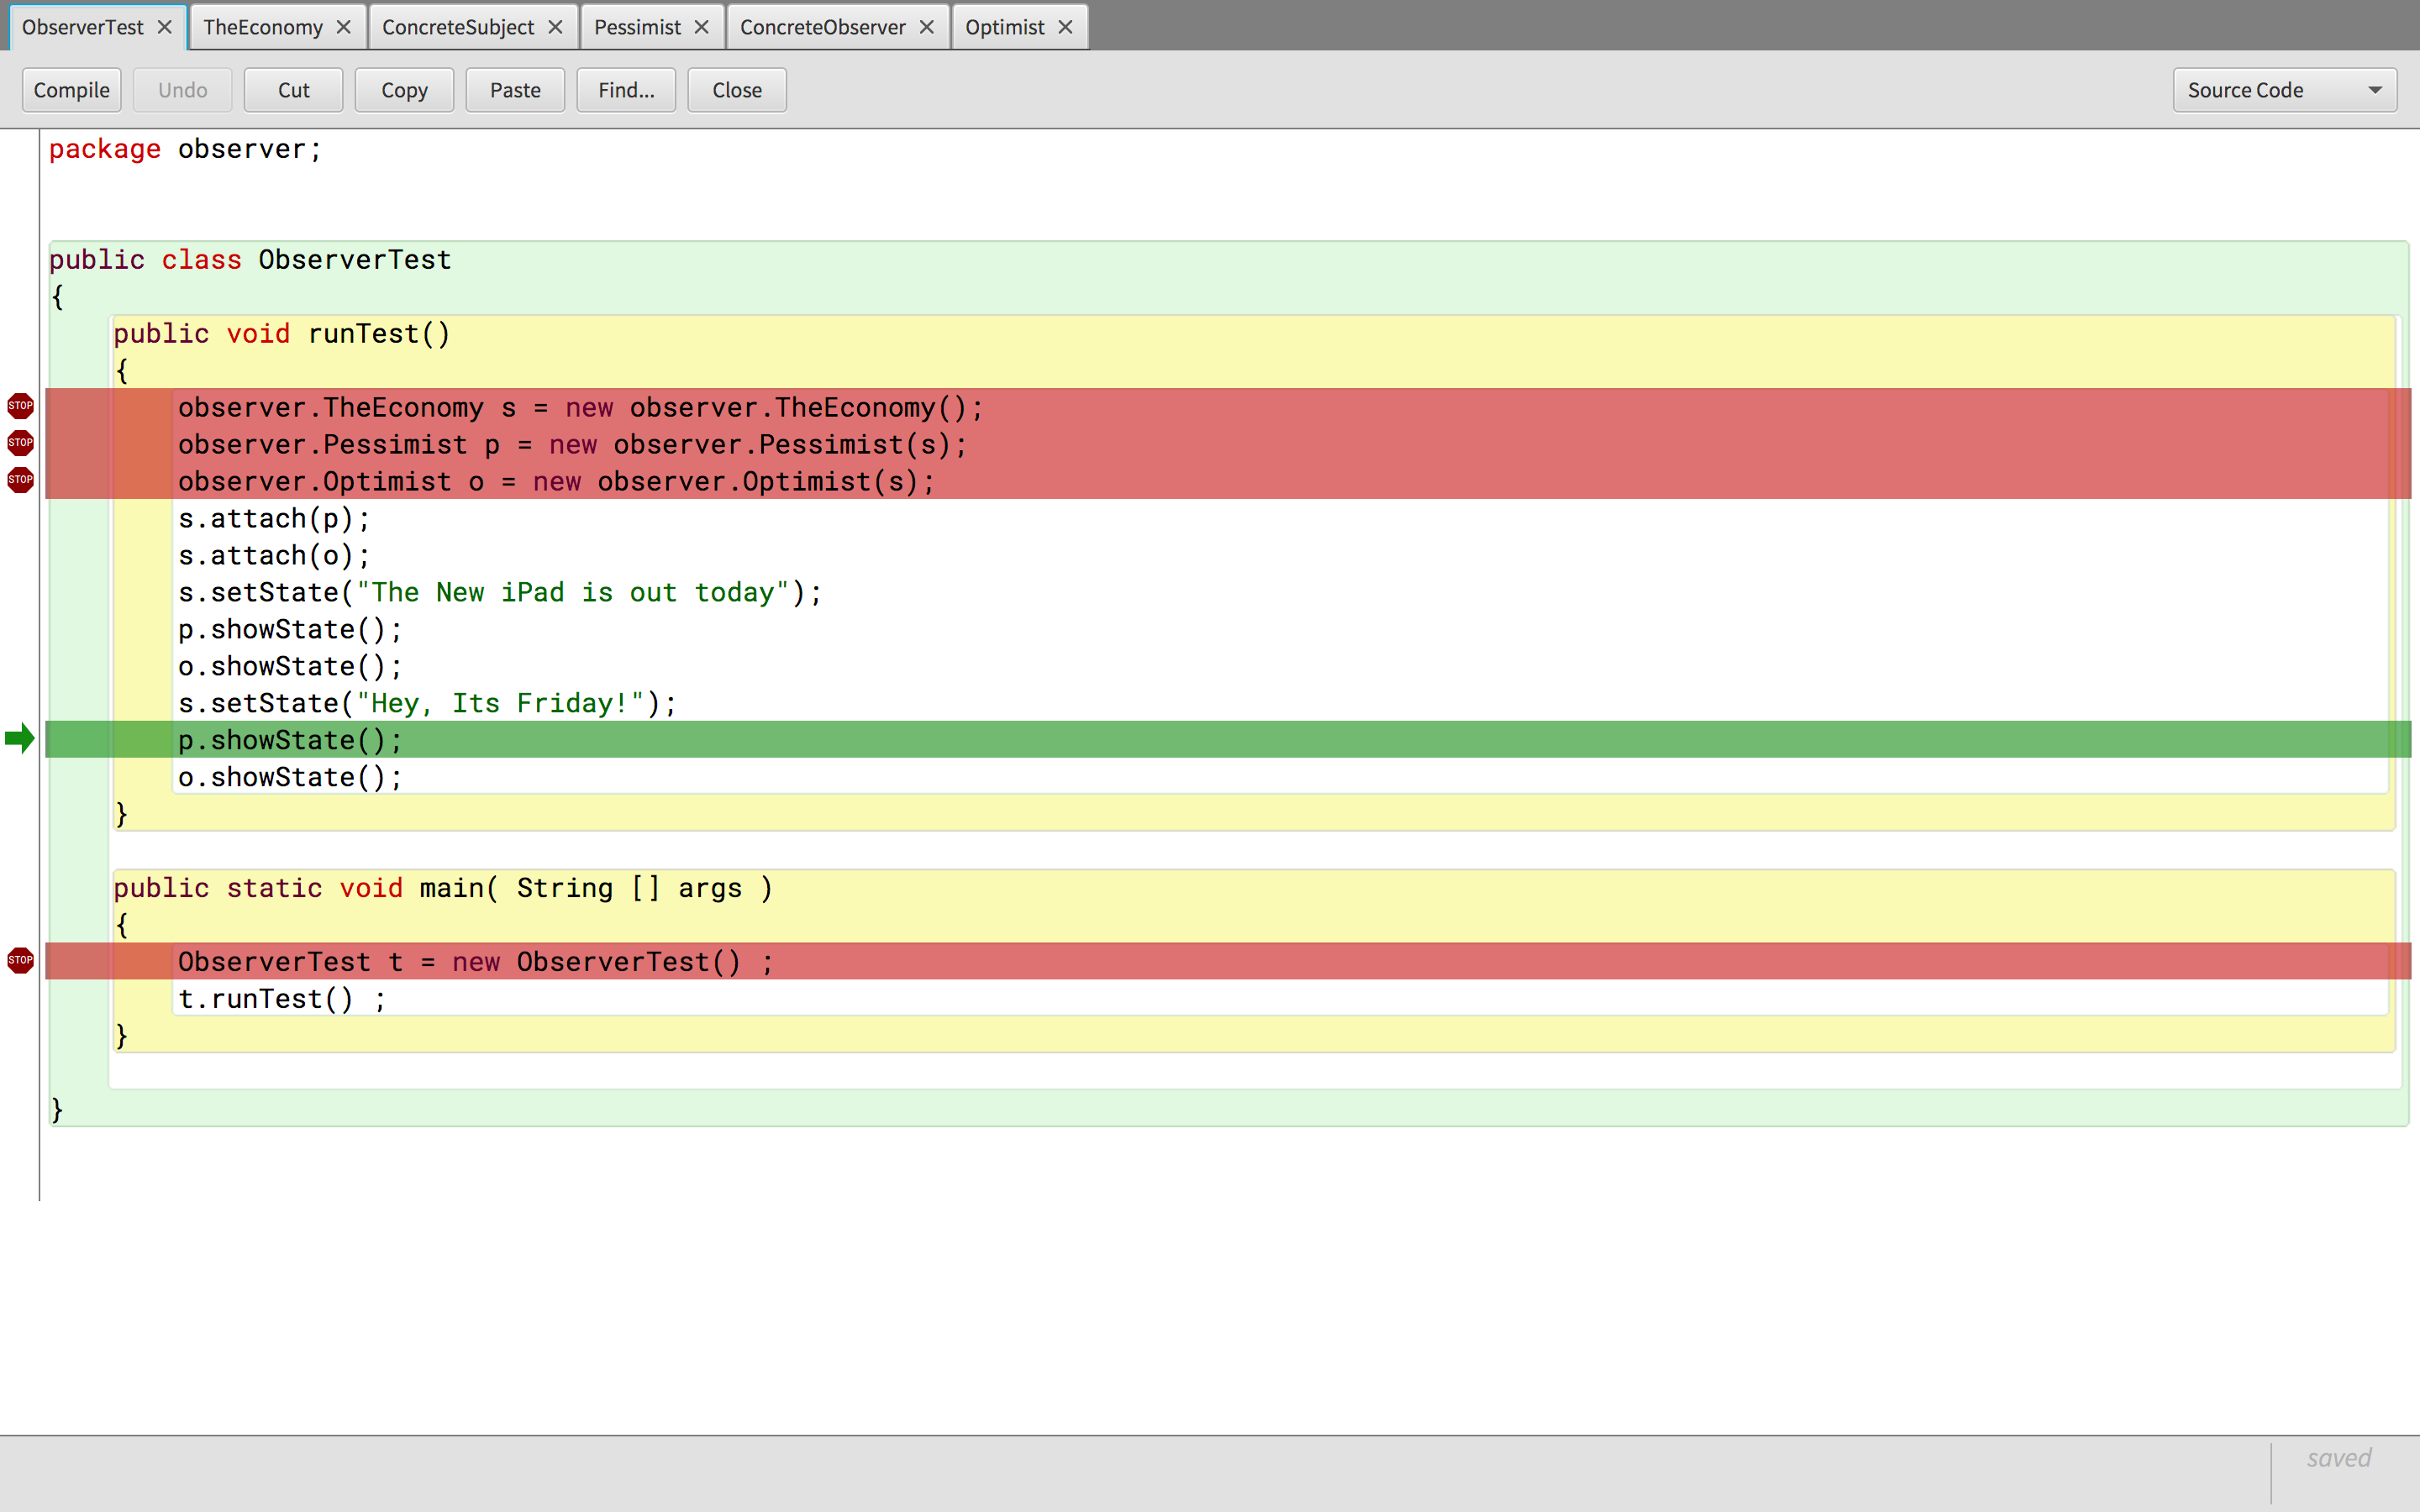 ObserverTest TheEconomy ConcreteSubject Pessimist ConcreteObserver Optimist
Compile Undo Cut Copy Paste Find... Close Source Code
package observer;
public class ObserverTest
{
public void runTest()
{
STOP observer.TheEconomy s = new observer.TheEconomy();
STOP observer.Pessimist p = new observer.Pessimist(s);
STOP observer.Optimist o = new observer.Optimist(s);
s.attach(p);
s.attach(o);
s.setState("The New iPad is out today");
p.showState();
o.showState();
s.setState("Hey, Its Friday!");
p.showState();
o.showState();
}
public static void main( String [] args )
{
STOP ObserverTest t = new ObserverTest() ;
t.runTest() ;
}
}
saved